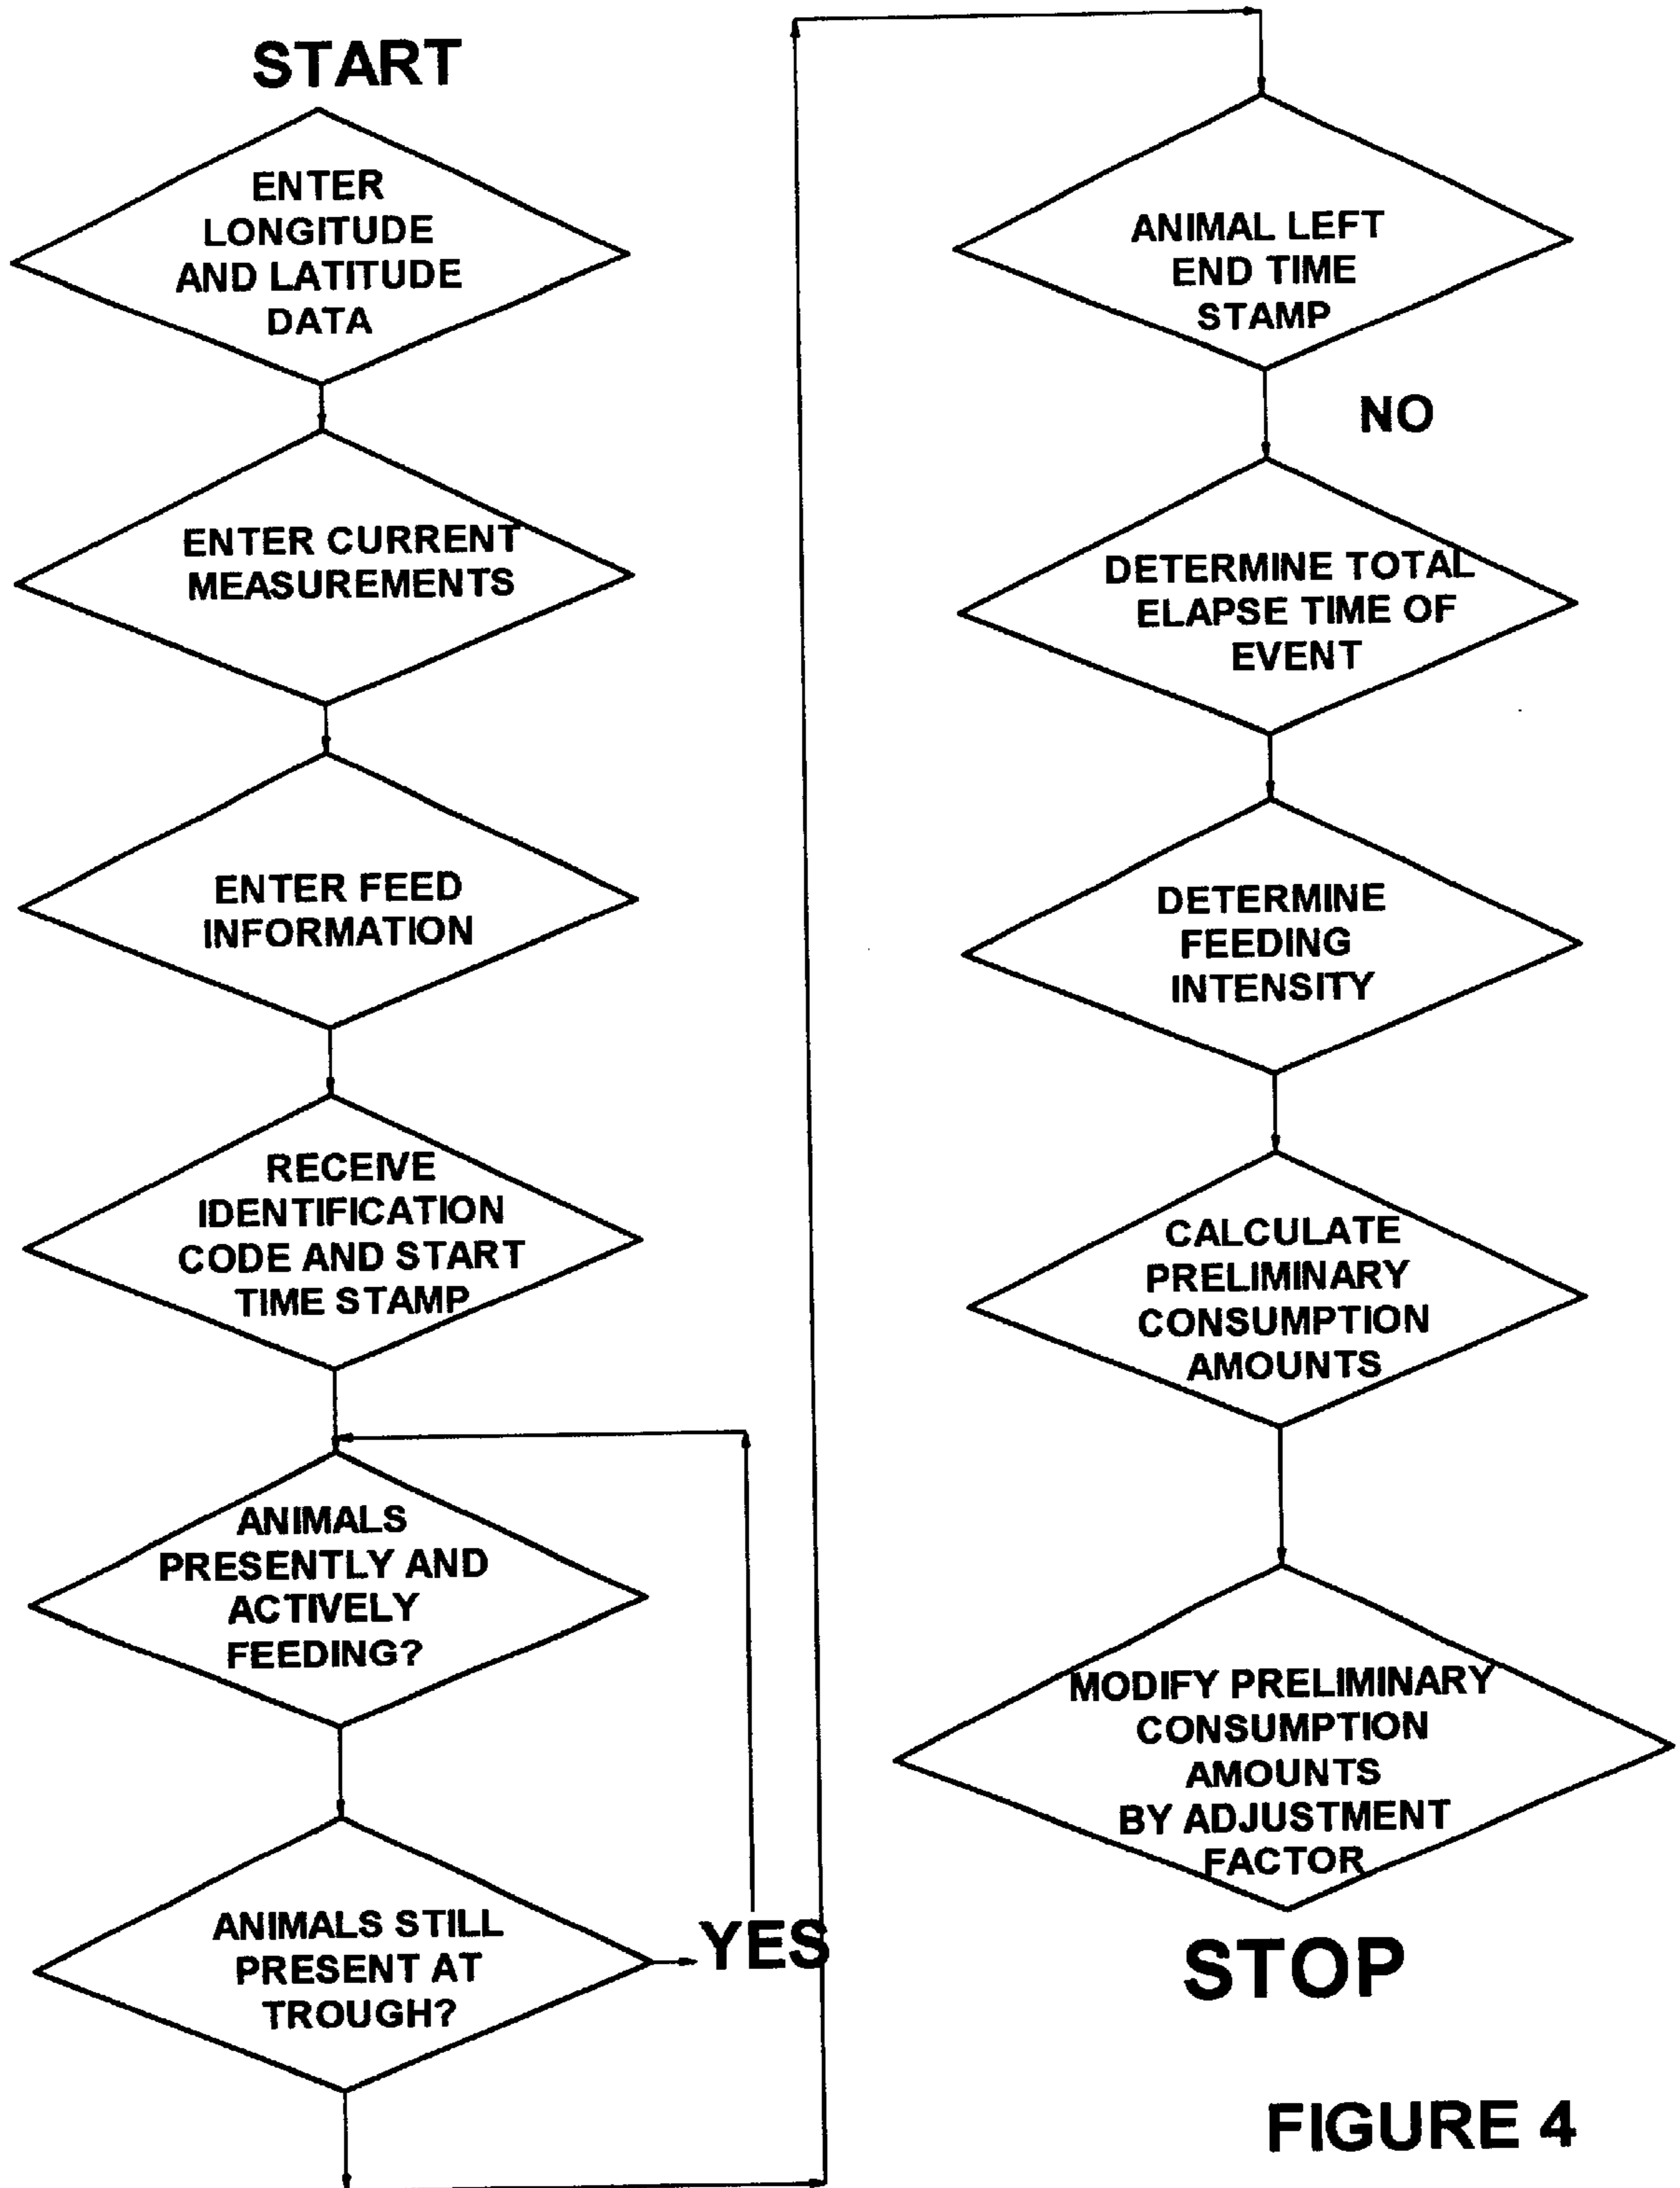 START
ENTER
LONGITUDE
AND LATITUDE
DATA
ENTER CURRENT
MEASUREMENTS
ENTER FEED
INFORMATION
RECEIVE
IDENTIFICATION
CODE AND START
TIME STAMP
ANIMALS
PRESENTLY AND
ACTIVELY
FEEDING?
ANIMALS STILL
PRESENT AT
TROUGH?
YES
ANIMAL LEFT
END TIME
STAMP
NO
DETERMINE TOTAL
ELAPSE TIME OF
EVENT
DETERMINE
FEEDING
INTENSITY
CALCULATE
PRELIMINARY
CONSUMPTION
AMOUNTS
MODIFY PRELIMINARY
CONSUMPTION
AMOUNTS
BY ADJUSTMENT
FACTOR
STOP
FIGURE 4